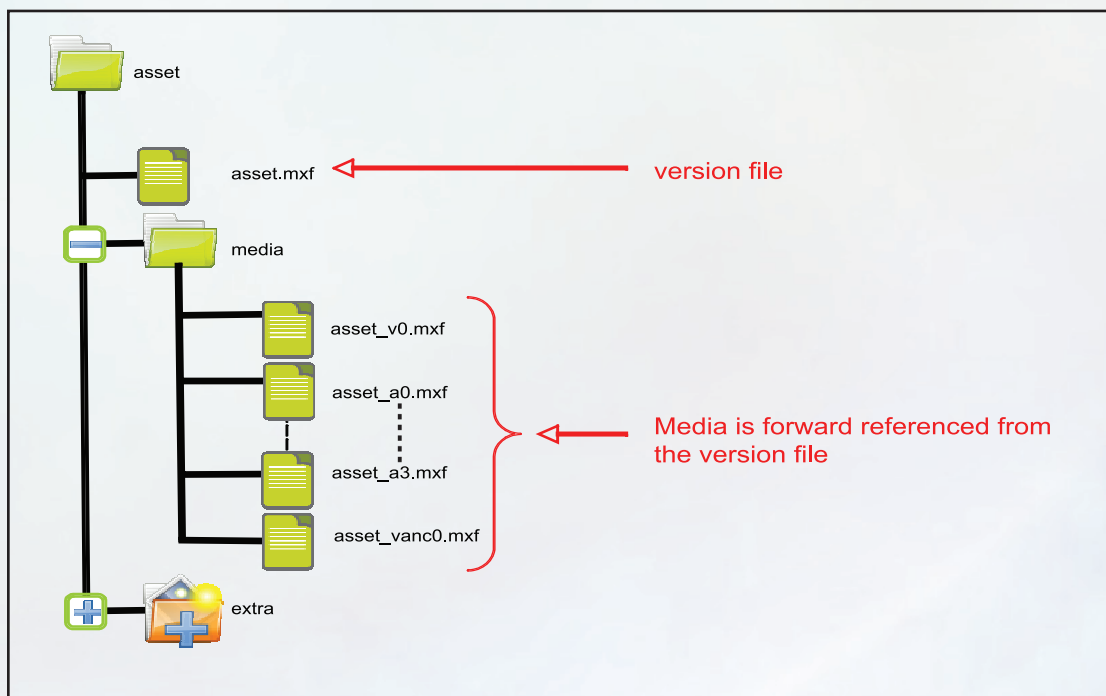 asset
asset.mxf
version file
media
asset_v0.mxf
asset_a0.mxf
Media is forward referenced from
the version file
asset_a3.mxf
asset_vanc0.mxf
extra